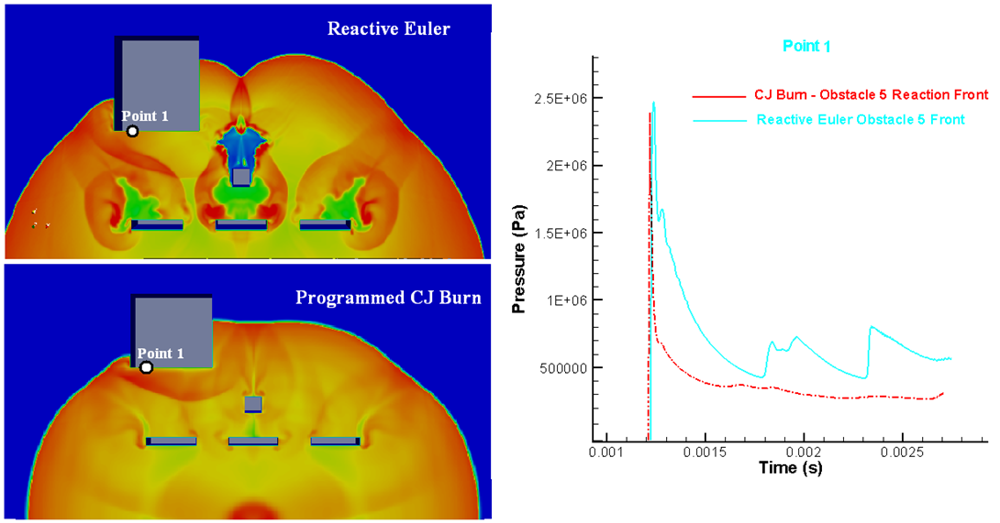 Reactive Euler
Point 1
Programmed CJ Burn
Point 1
Point 1
CJ Burn - Obstacle 5 Reaction Front
Reactive Euler Obstacle 5 Front
Pressure (Pa)
2.5E+06
2E+06
1.5E+06
1E+06
500000
0.001
0.0015
0.002
0.0025
Time (s)